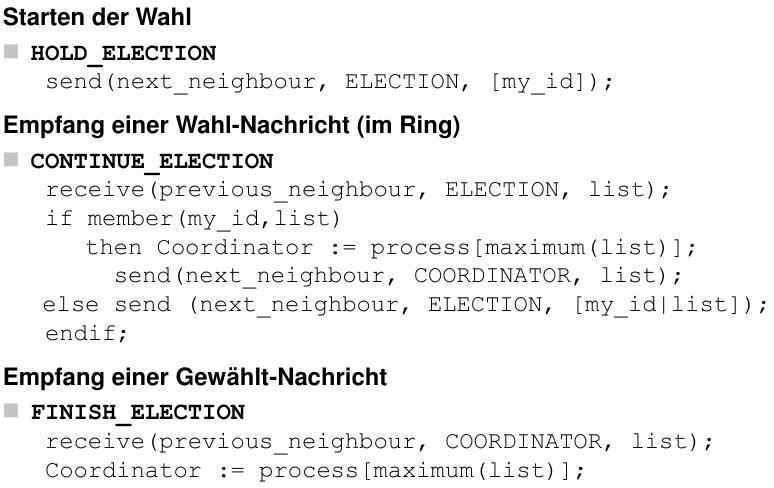 Starten der Wahl
HOLD_ELECTION
send(next_neighbour, ELECTION, [my_id]);
Empfang einer Wahl-Nachricht (im Ring)
CONTINUE_ELECTION
receive(previous_neighbour, ELECTION, list);
if member(my_id,list)
then Coordinator := process[maximum(list)];
send(next_neighbour, COORDINATOR, list);
else send (next_neighbour, ELECTION, [my_id|list]);
endif;
Empfang einer Gewählt-Nachricht
FINISH_ELECTION
receive(previous_neighbour, COORDINATOR, list);
Coordinator := process[maximum(list)];